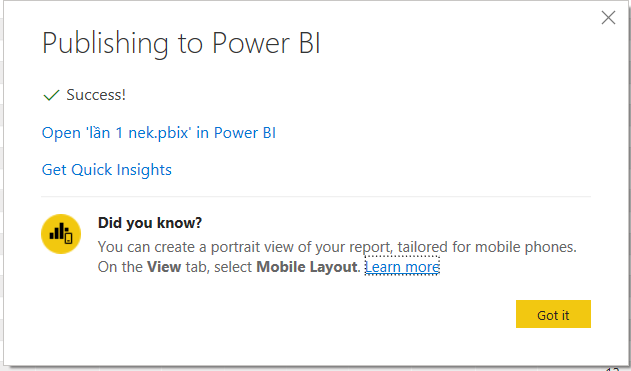 Publishing to Power BI
Success!
Open 'lần 1 nek.pbix' in Power BI
Get Quick Insights
Did you know?
You can create a portrait view of your report, tailored for mobile phones.
On the View tab, select Mobile Layout. Learn more
Got it